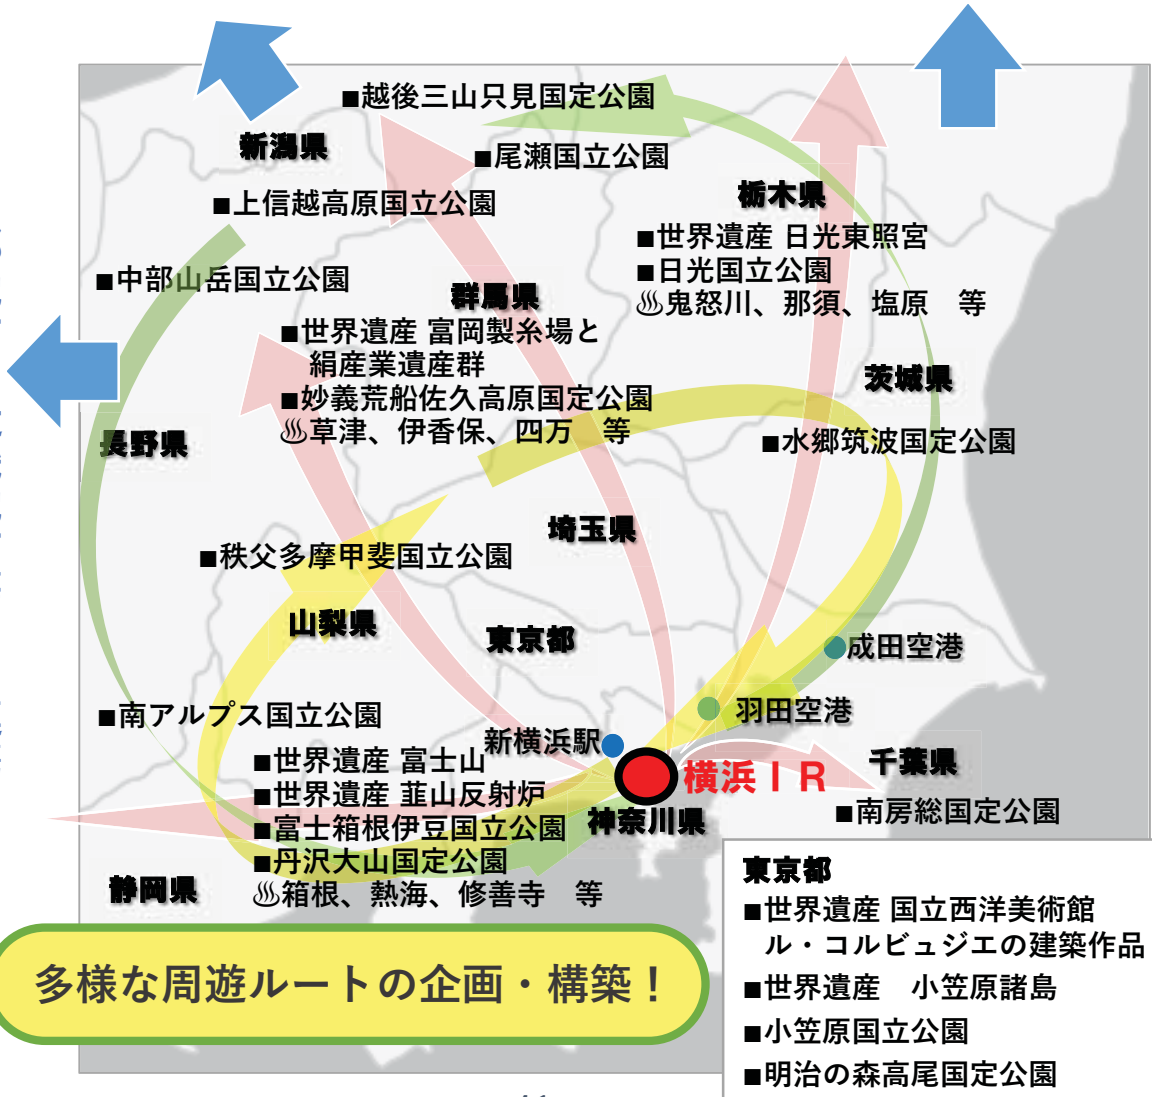 ■越後三山只見国定公園
新潟県
■尾瀬国立公園
栃木県
■上信越高原国立公園
■世界遺産 日光東照宮
■日光国立公園
♨鬼怒川、那須、塩原　等
■中部山岳国立公園
群馬県
■世界遺産 富岡製糸場と
絹産業遺産群
■妙義荒船佐久高原国定公園
♨草津、伊香保、四万　等
茨城県
■水郷筑波国定公園
長野県
埼玉県
■秩父多摩甲斐国立公園
山梨県
東京都
成田空港
羽田空港
■南アルプス国立公園
新横浜駅
横浜ＩＲ
千葉県
■南房総国定公園
■世界遺産 富士山
■世界遺産 韮山反射炉
■富士箱根伊豆国立公園
■丹沢大山国定公園
♨箱根、熱海、修善寺　等
神奈川県
静岡県
多様な周遊ルートの企画・構築！
東京都
■世界遺産 国立西洋美術館
ル・コルビュジエの建築作品
■世界遺産　小笠原諸島
■小笠原国立公園
■明治の森高尾国定公園